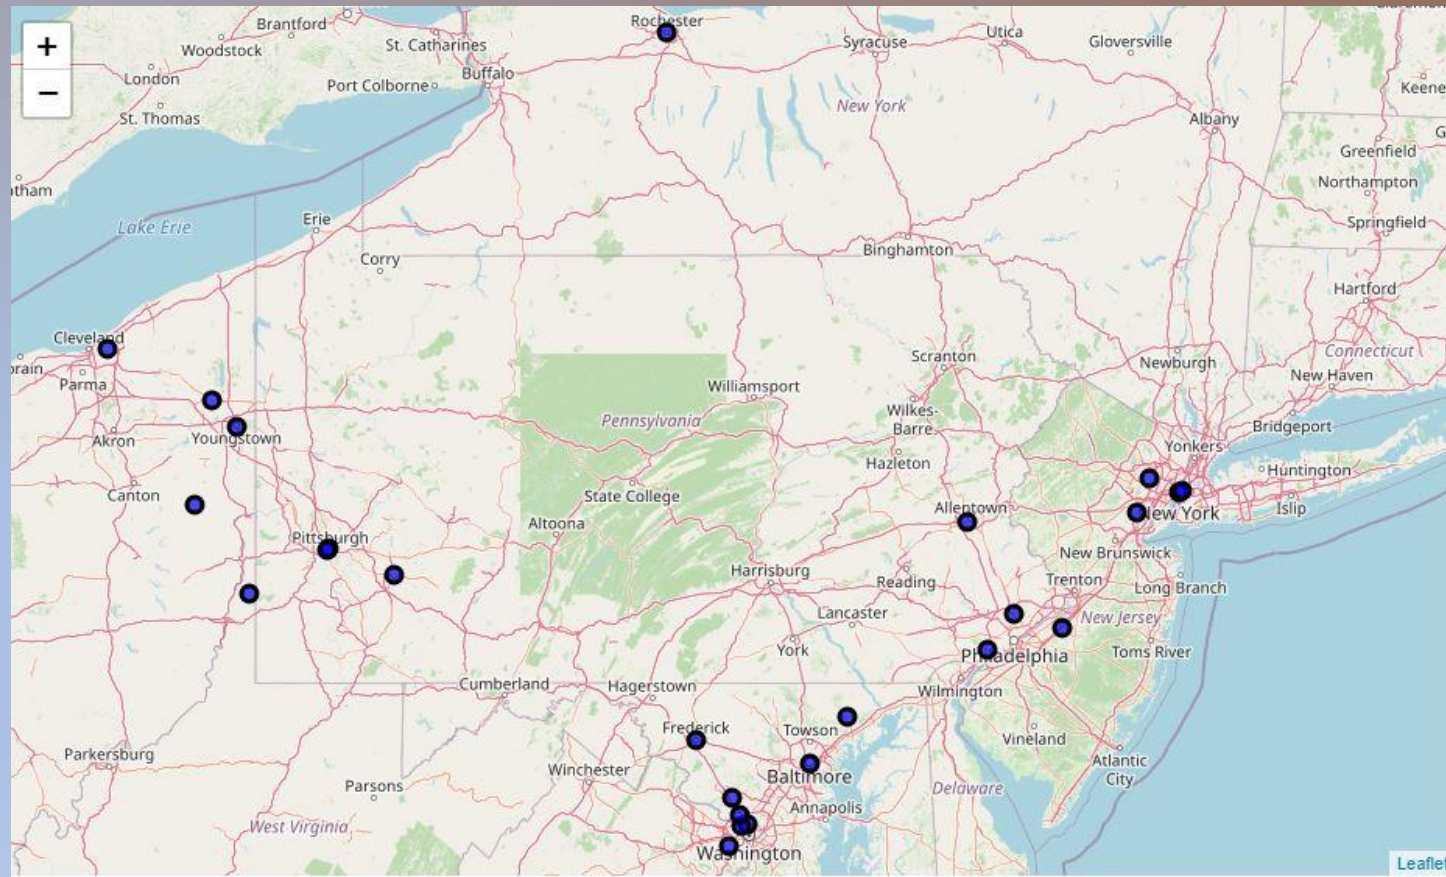 +
−
Brantford
Woodstock
St. Catharines
Rochester
Syracuse
Utica
Gloversville
London
Port Colborne
Buffalo
Keene
St. Thomas
New York
Albany
Greenfield
Northampton
Springfield
Lake Erie
Erie
Corry
Binghamton
Hartford
Cleveland
Parma
Scranton
Newburgh
Connecticut
New Haven
Williamsport
Wilkes-
Barre
Pennsylvania
Akron
Youngstown
Bridgeport
Yonkers
Hazleton
Huntington
Canton
State College
Altoona
Allentown
New York
Islip
Pittsburgh
New Brunswick
Harrisburg
Reading
Trenton
Long Branch
Lancaster
New Jersey
York
Philadelphia
Toms River
Cumberland
Hagerstown
Wilmington
Frederick
Towson
Vineland
Parkersburg
Winchester
Baltimore
Atlantic
City
Parsons
Annapolis
Delaware
West Virginia
Washington
Leaflet